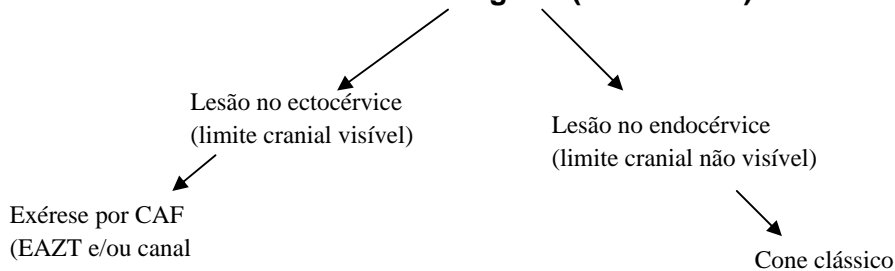 Lesão no ectocérvice
(limite cranial visível)
Lesão no endocérvice
(limite cranial não visível)
Exérese por CAF
(EAZT e/ou canal
Cone clássico